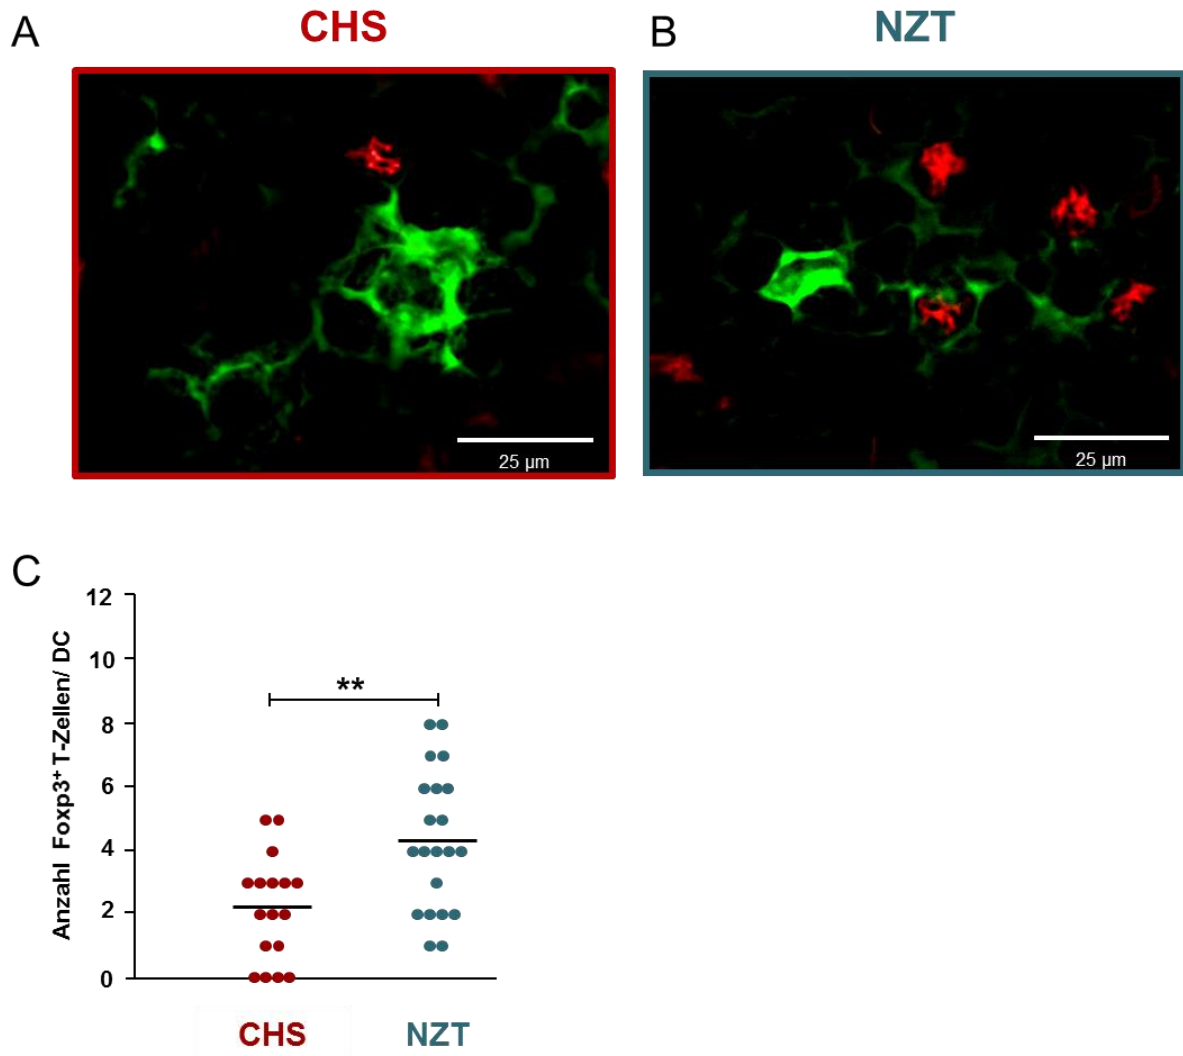 A
CHS
B
NZT
25 µm
25 µm
C
12
10
8
6
4
2
0
Anzahl Foxp3⁺ T-Zellen/ DC
**
CHS
NZT